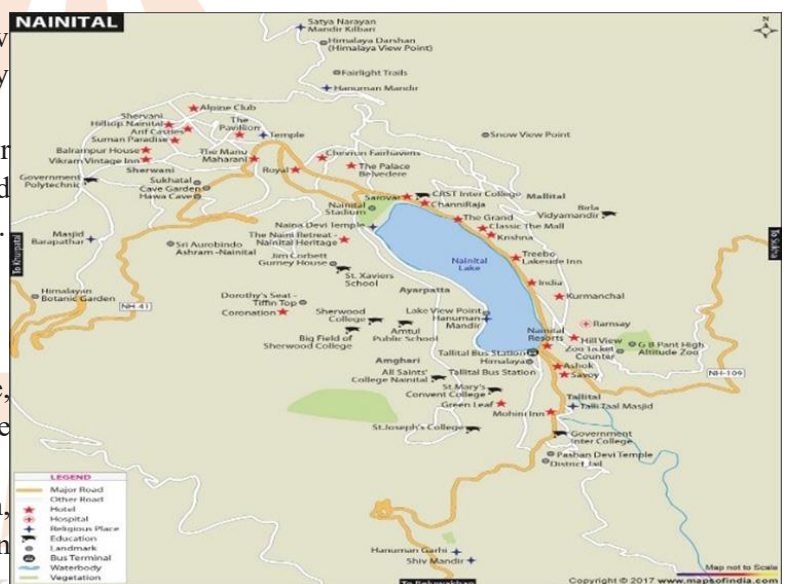 NAINITAL
N
Satya Narayan
Mandir Kilbari
Himalaya Darshan
(Himalaya View Point)
Fairlight Trails
Hanuman Mandir
Alpine Club
Shervani
Hilltop Nainital
Arif Castles
The
Pavillion
Temple
Suman Paradise
Snow View Point
Balrampur House
Vikram Vintage Inn
The Manu
Maharani
Chevron Fairhavens
Royal
The Palace
Belvedere
Sherwani
Government
Polytechnic
Sukhatal
Cave Garden
Hawa Cave
Sarovar
CRST Inter College
Mallital
ChanniRaja
Nainital
Stadium
Birla
Vidyamandir
The Grand
Classic The Mall
Krishna
Naina Devi Temple
The Naini Retreat -
Nainital Heritage
Masjid
Barapathar
Sri Aurobindo
Ashram -Nainital
Jim Corbett
Gurney House
To Khurpatal
To Sukha
Nainital
Lake
Treebo
Lakeside Inn
St. Xaviers
School
India
Ayarpatta
Kurmanchal
Himalayan
Botanic Garden
NH-41
Dorothy's Seat -
Tiffin Top
Coronation
Sherwood
College
Lake View Point
Hanuman
Mandir
Ramsay
Big Field of
Sherwood College
Amtul
Public School
Nainital
Resorts
Hill View
Zoo Ticket
Counter
G B Pant High
Altitude Zoo
Tallital Bus Station
Himalaya
Amghari
All Saints'
College Nainital
Tallital Bus Station
Ashok
Savoy
NH-109
St.Mary's
Convent College
Green Leaf
Mohini Inn
Tallital
Talli Taal Masjid
St.Joseph's College
Government
Inter College
Pashan Devi Temple
District Jail
LEGEND
Major Road
Other Road
Hotel
Hospital
Religious Place
Education
Landmark
Bus Terminal
Waterbody
Vegetation
Hanuman Garhi
Shiv Mandir
Map not to Scale
Copyright © 2017 www.mapsofindia.com